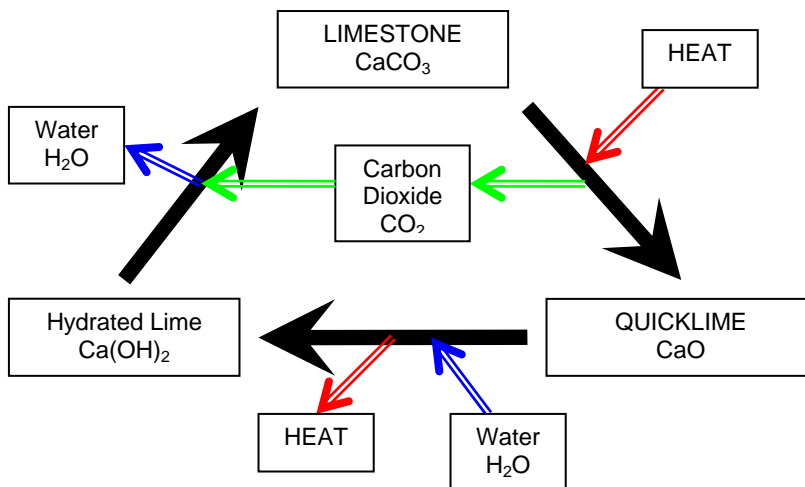 LIMESTONE
CaCO₃
HEAT
Water
H₂O
Carbon
Dioxide
CO₂
Hydrated Lime
Ca(OH)₂
QUICKLIME
CaO
HEAT
Water
H₂O